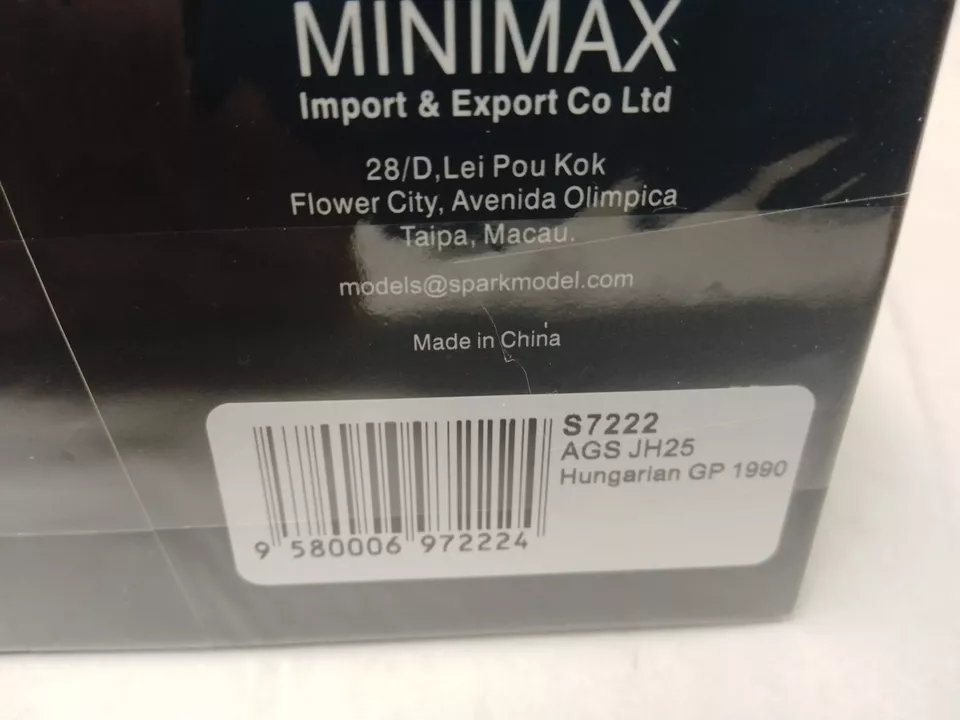 MINIMAX
Import & Export Co Ltd
28/D,Lei Pou Kok
Flower City, Avenida Olimpica
Taipa, Macau.
models@sparkmodel.com
Made in China
S7222
AGS JH25
Hungarian GP 1990
9 580006 972224